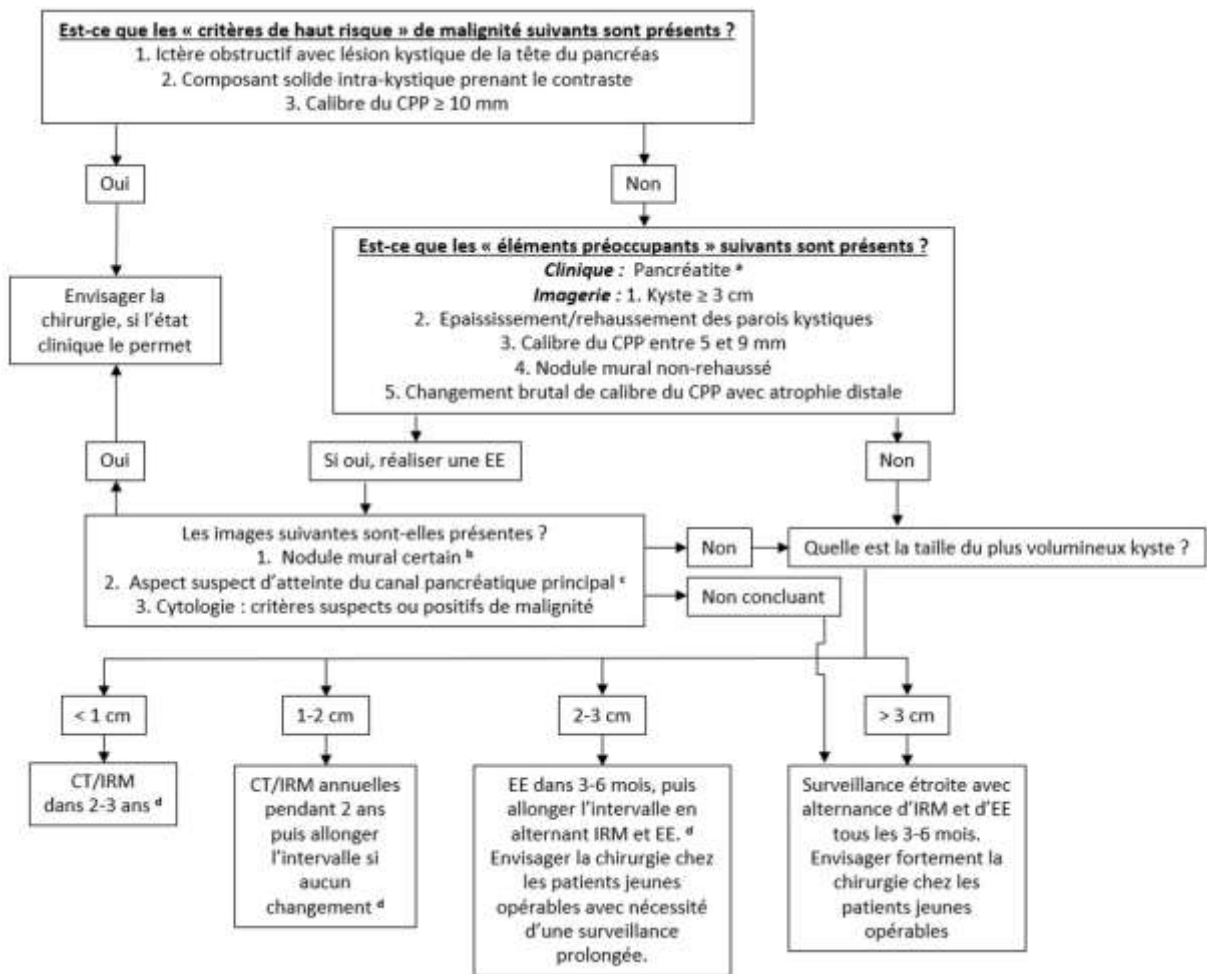 Est-ce que les « critères de haut risque » de malignité suivants sont présents ?
1. Ictère obstructif avec lésion kystique de la tête du pancréas
2. Composant solide intra-kystique prenant le contraste
3. Calibre du CPP ≥ 10 mm
Oui
Non
Est-ce que les « éléments préoccupants » suivants sont présents ?
Clinique : Pancréatite ᵃ
Imagerie : 1. Kyste ≥ 3 cm
2. Epaississement/rehaussement des parois kystiques
3. Calibre du CPP entre 5 et 9 mm
4. Nodule mural non-rehaussé
5. Changement brutal de calibre du CPP avec atrophie distale
Envisager la
chirurgie, si l'état
clinique le permet
Oui
Si oui, réaliser une EE
Non
Les images suivantes sont-elles présentes ?
1. Nodule mural certain ᵇ
2. Aspect suspect d'atteinte du canal pancréatique principal ᶜ
3. Cytologie : critères suspects ou positifs de malignité
Non
Quelle est la taille du plus volumineux kyste ?
Non concluant
< 1 cm
1-2 cm
2-3 cm
> 3 cm
CT/IRM
dans 2-3 ans ᵈ
CT/IRM annuelles
pendant 2 ans
puis allonger
l'intervalle si
aucun
changement ᵈ
EE dans 3-6 mois, puis
allonger l'intervalle en
alternant IRM et EE. ᵈ
Envisager la chirurgie chez
les patients jeunes
opérables avec nécessité
d'une surveillance
prolongée.
Surveillance étroite avec
alternance d'IRM et d'EE
tous les 3-6 mois.
Envisager fortement la
chirurgie chez les
patients jeunes
opérables